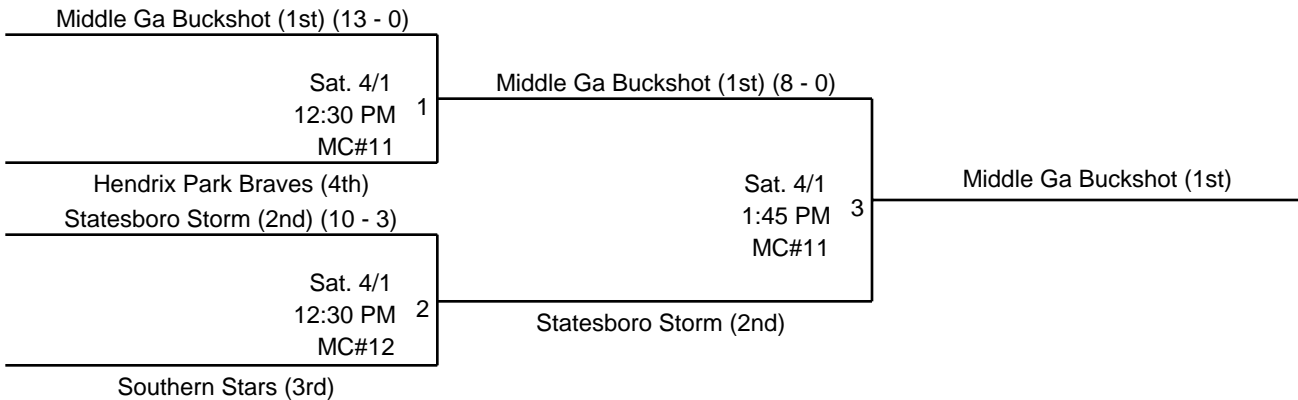 Middle Ga Buckshot (1st) (13 - 0)
Sat. 4/1
12:30 PM
MC#11
1
Hendrix Park Braves (4th)
Statesboro Storm (2nd) (10 - 3)
Sat. 4/1
12:30 PM
MC#12
2
Southern Stars (3rd)
Middle Ga Buckshot (1st) (8 - 0)
Sat. 4/1
1:45 PM
MC#11
3
Statesboro Storm (2nd)
Middle Ga Buckshot (1st)